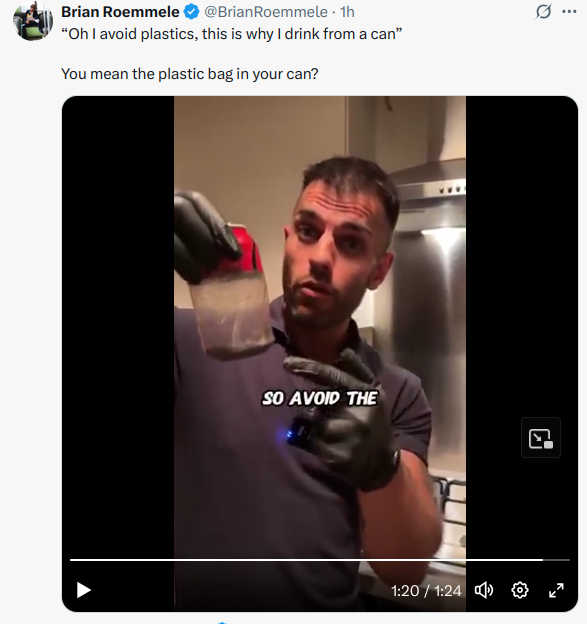 Brian Roemmele @BrianRoemmele · 1h
“Oh I avoid plastics, this is why I drink from a can”
You mean the plastic bag in your can?
SO AVOID THE
1:20 / 1:24